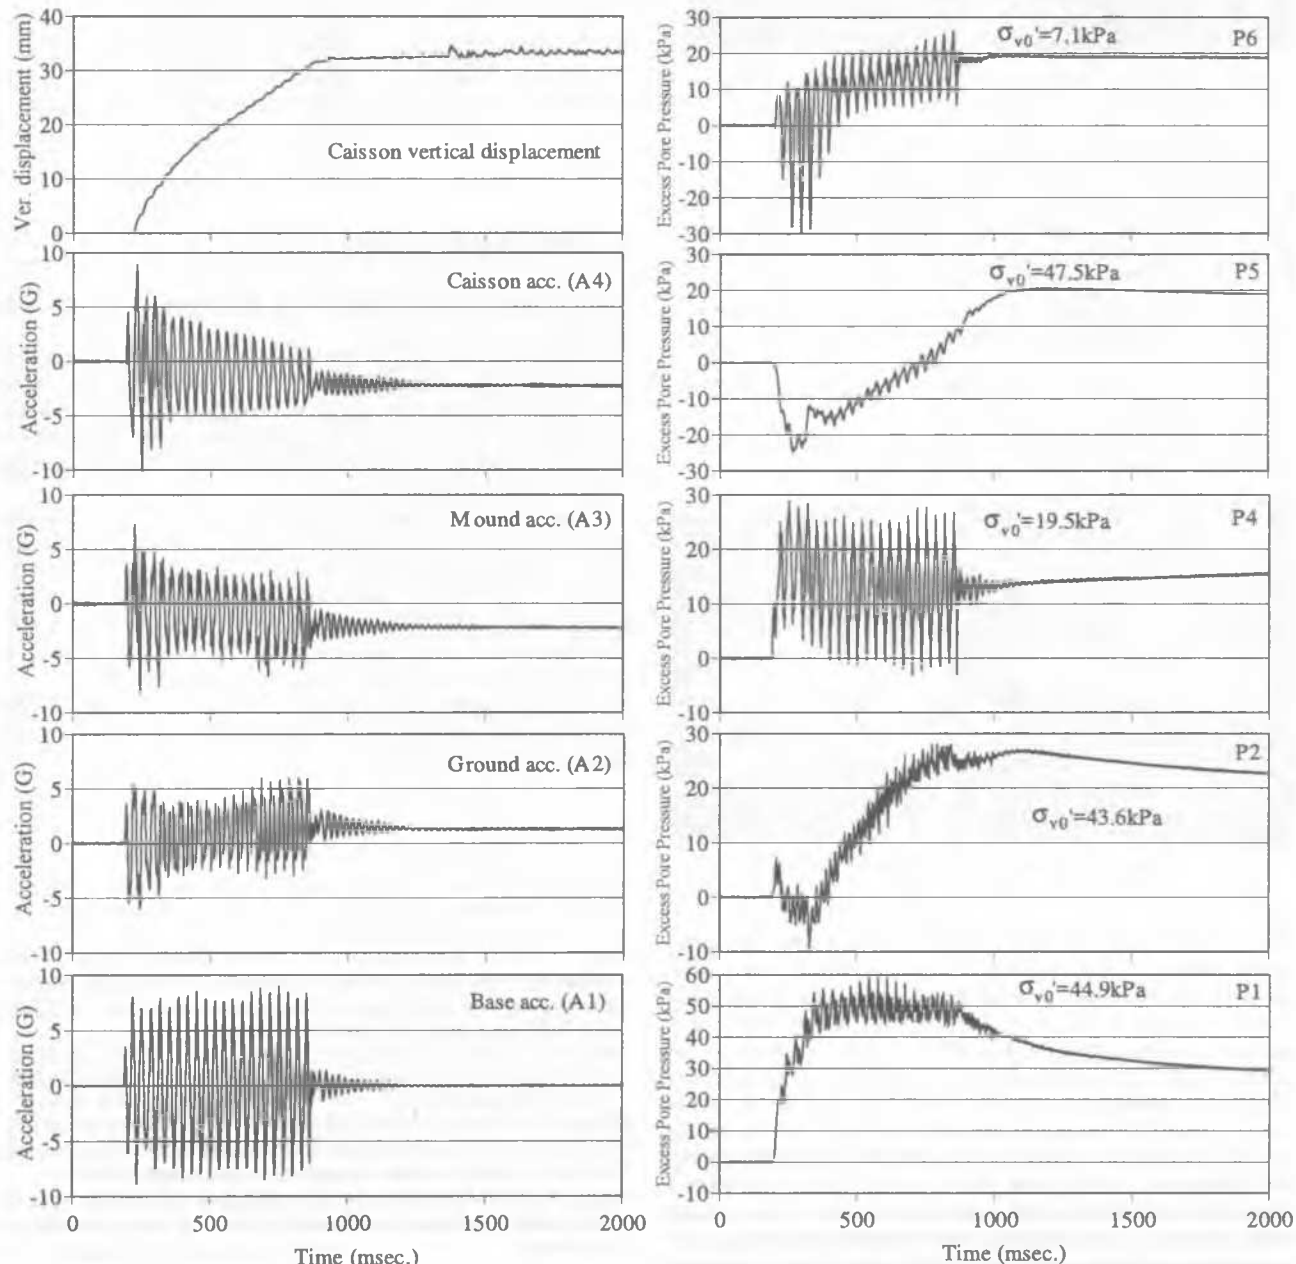 Ver. displacement (mm)
40
30
20
10
0
Caisson vertical displacement
Acceleration (G)
10
5
0
-5
-10
Caisson acc. (A4)
Acceleration (G)
10
5
0
-5
-10
Mound acc. (A3)
Acceleration (G)
10
5
0
-5
-10
Ground acc. (A2)
Acceleration (G)
10
5
0
-5
-10
Base acc. (A1)
0 500 1000 1500 2000
Time (msec.)
Excess Pore Pressure (kPa)
30
20
10
0
-10
-20
-30
σv0'=7.1kPa P6
Excess Pore Pressure (kPa)
30
20
10
0
-10
-20
-30
σv0'=47.5kPa P5
Excess Pore Pressure (kPa)
30
20
10
0
-10
σv0'=19.5kPa P4
Excess Pore Pressure (kPa)
30
20
10
0
-10
P2
σv0'=43.6kPa
Excess Pore Pressure (kPa)
60
50
40
30
20
10
0
-10
σv0'=44.9kPa P1
0 500 1000 1500 2000
Time (msec.)